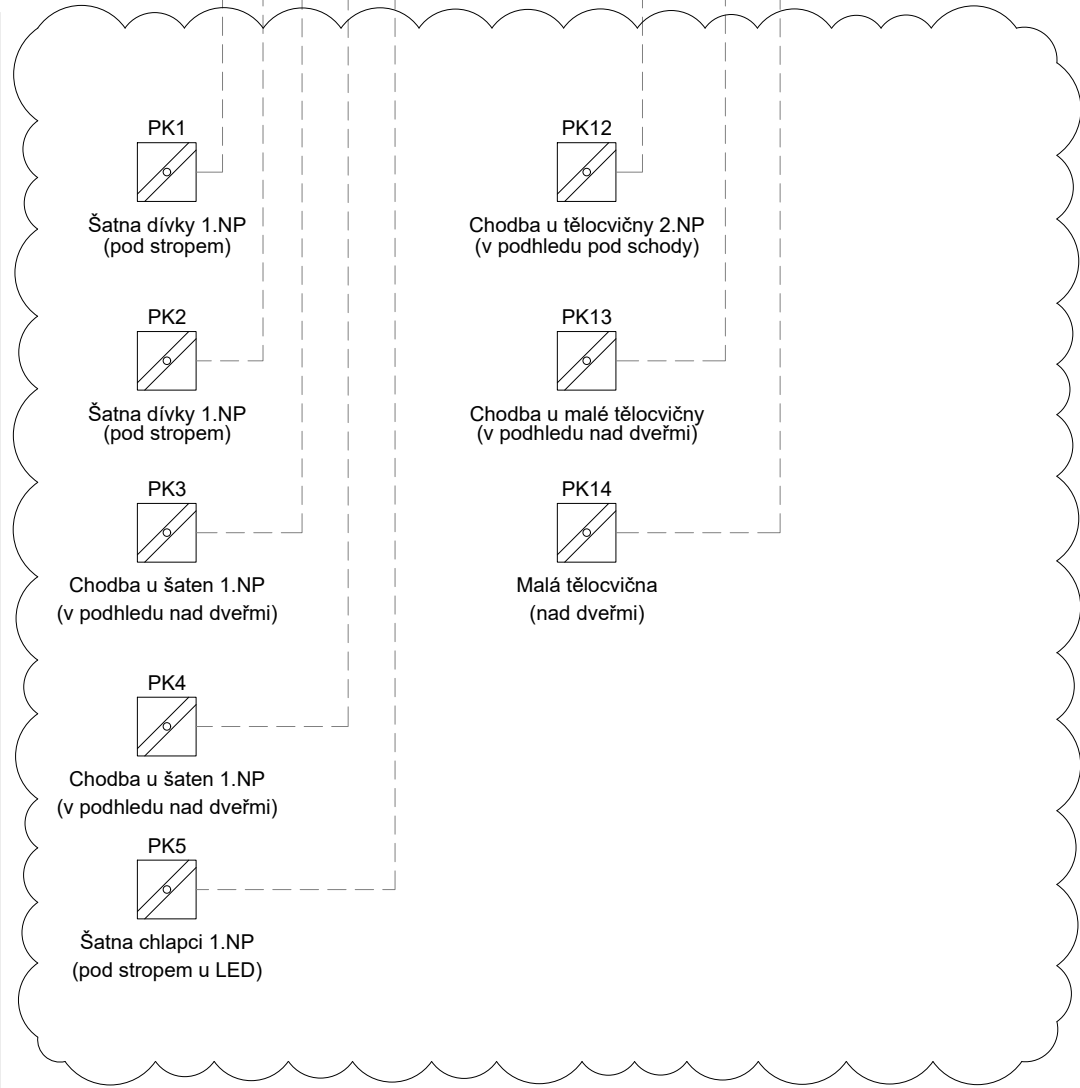 PK1
Šatna dívky 1.NP
(pod stropem)
PK2
Šatna dívky 1.NP
(pod stropem)
PK3
Chodba u šaten 1.NP
(v podhledu nad dveřmi)
PK4
Chodba u šaten 1.NP
(v podhledu nad dveřmi)
PK5
Šatna chlapci 1.NP
(pod stropem u LED)
PK12
Chodba u tělocvičny 2.NP
(v podhledu pod schody)
PK13
Chodba u malé tělocvičny
(v podhledu nad dveřmi)
PK14
Malá tělocvična
(nad dveřmi)